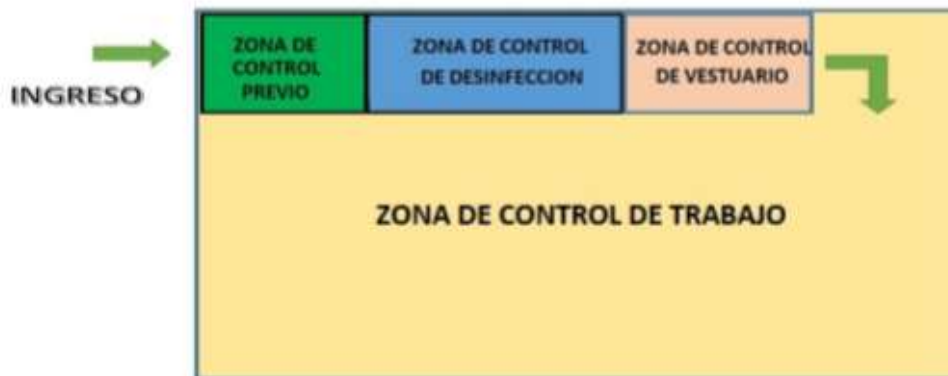 INGRESO
ZONA DE
CONTROL
PREVIO
ZONA DE CONTROL
DE DESINFECCION
ZONA DE CONTROL
DE VESTUARIO
ZONA DE CONTROL DE TRABAJO